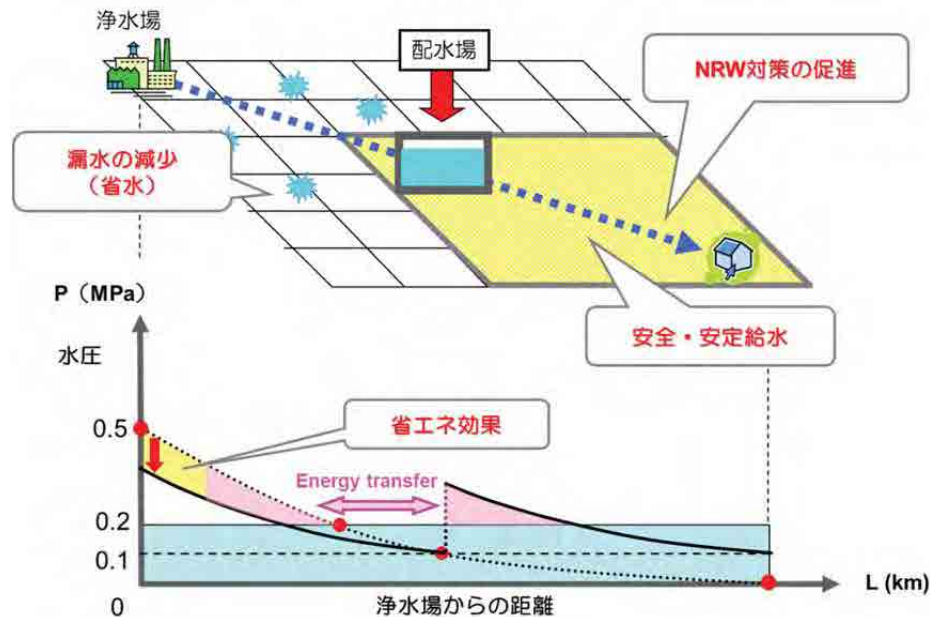 浄水場
配水場
NRW対策の促進
漏水の減少
（省水）
安全・安定給水
P（MPa）
水圧
省エネ効果
0.5
Energy transfer
0.2
0.1
0
浄水場からの距離
L (km)